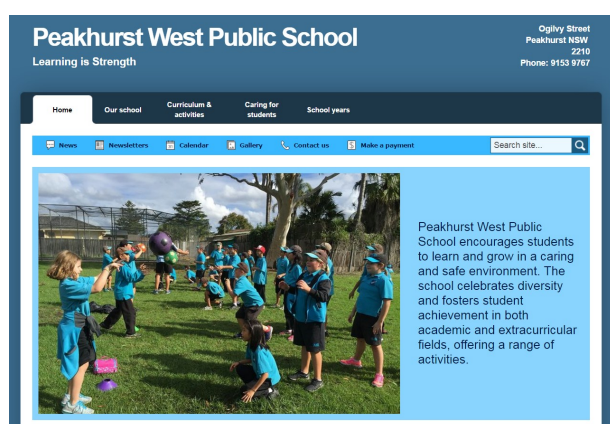 Peakhurst West Public School
Learning is Strength
Ogilvy Street
Peakhurst NSW
2210
Phone: 9153 9767
Home
Our school
Curriculum &
activities
Caring for
students
School years
News
Newsletters
Calendar
Gallery
Contact us
Make a payment
Search site...
Peakhurst West Public
School encourages students
to learn and grow in a caring
and safe environment. The
school celebrates diversity
and fosters student
achievement in both
academic and extracurricular
fields, offering a range of
activities.